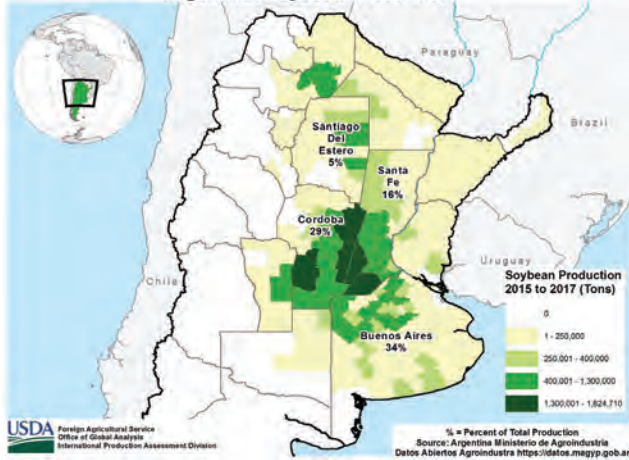 Paraguay
Brazil
Santiago
Del
Estero
5%
Santa
Fe
16%
Cordoba
29%
Uruguay
Chile
Buenos Aires
34%
Soybean Production
2015 to 2017 (Tons)
0
1 - 250,000
250,001 - 400,000
400,001 - 1,300,000
1,300,001 - 1,624,710
USDA
Foreign Agricultural Service
Office of Global Analysis
International Production Assessment Division
% = Percent of Total Production
Source: Argentina Ministerio de Agroindustria
Datos Abiertos Agroindustra https://datos.magyp.gob.ar